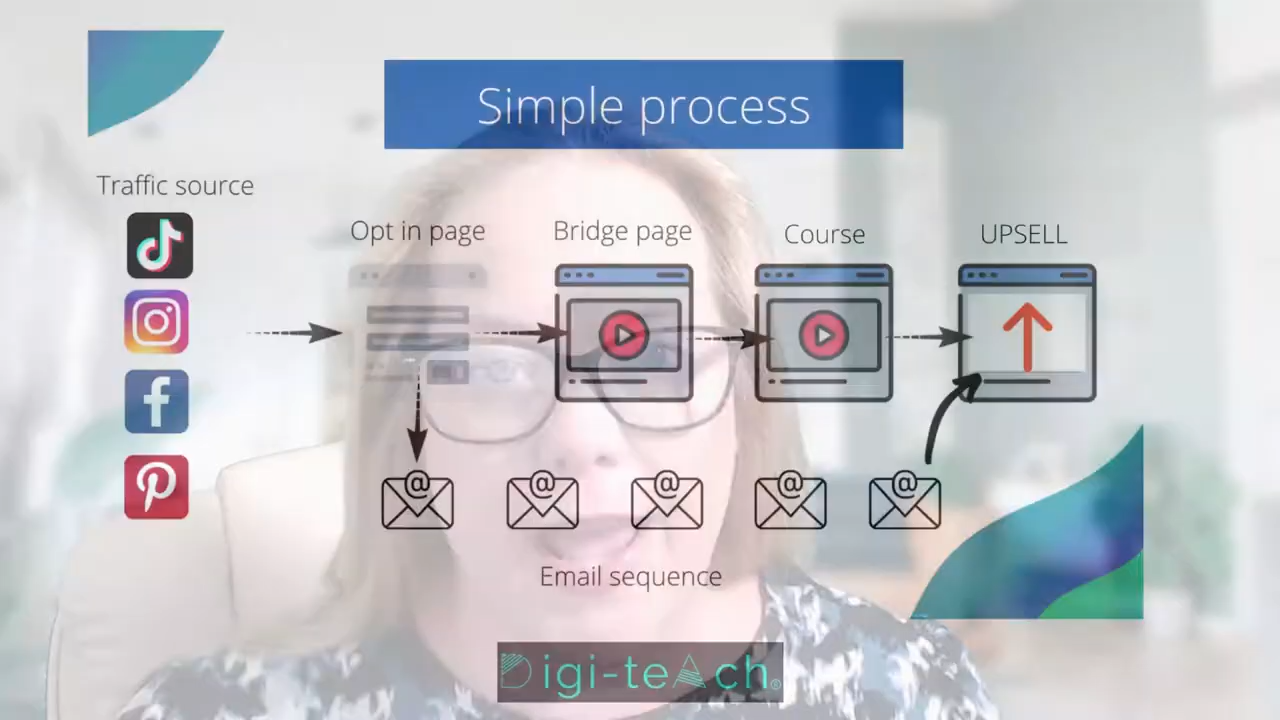 Simple process
Traffic source
Opt in page
Bridge page
Course
UPSELL
@ @ @ @ @
Email sequence
Digi-teAch®